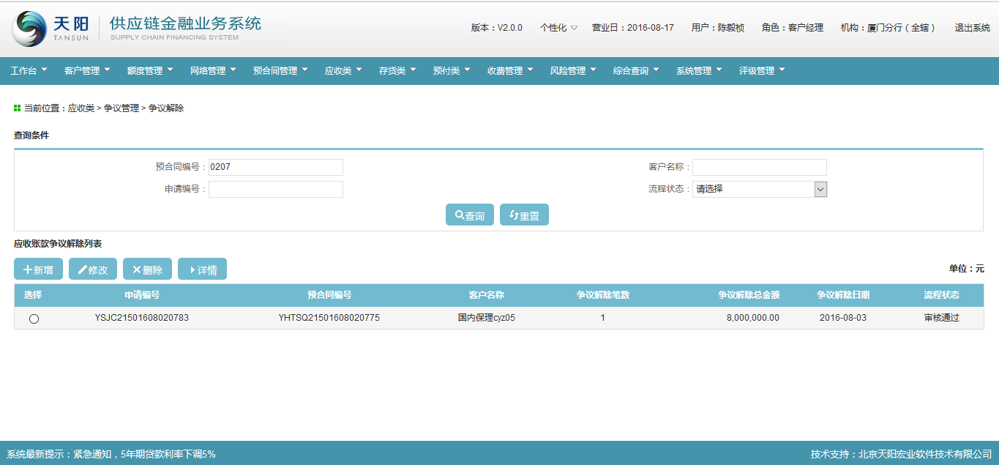 天阳 供应链金融业务系统
TANSUN SUPPLY CHAIN FINANCING SYSTEM
版本：V2.0.0 个性化 营业日：2016-08-17 用户：陈毅桢 角色：客户经理 机构：厦门分行（全辖） 退出系统
工作台 客户管理 额度管理 网络管理 预合同管理 应收类 存货类 预付类 收费管理 风险管理 综合查询 系统管理 评级管理
当前位置：应收类 > 争议管理 > 争议解除
查询条件
预合同编号：0207 客户名称：
申请编号： 流程状态：请选择
查询 重置
应收账款争议解除列表
新增 修改 删除 详情 单位：元
选择 申请编号 预合同编号 客户名称 争议解除笔数 争议解除总金额 争议解除日期 流程状态
YSJC21501608020783 YHTSQ21501608020775 国内保理cyz05 1 8,000,000.00 2016-08-03 审核通过
系统最新提示：紧急通知，5年期贷款利率下调5% 技术支持：北京天阳宏业软件技术有限公司